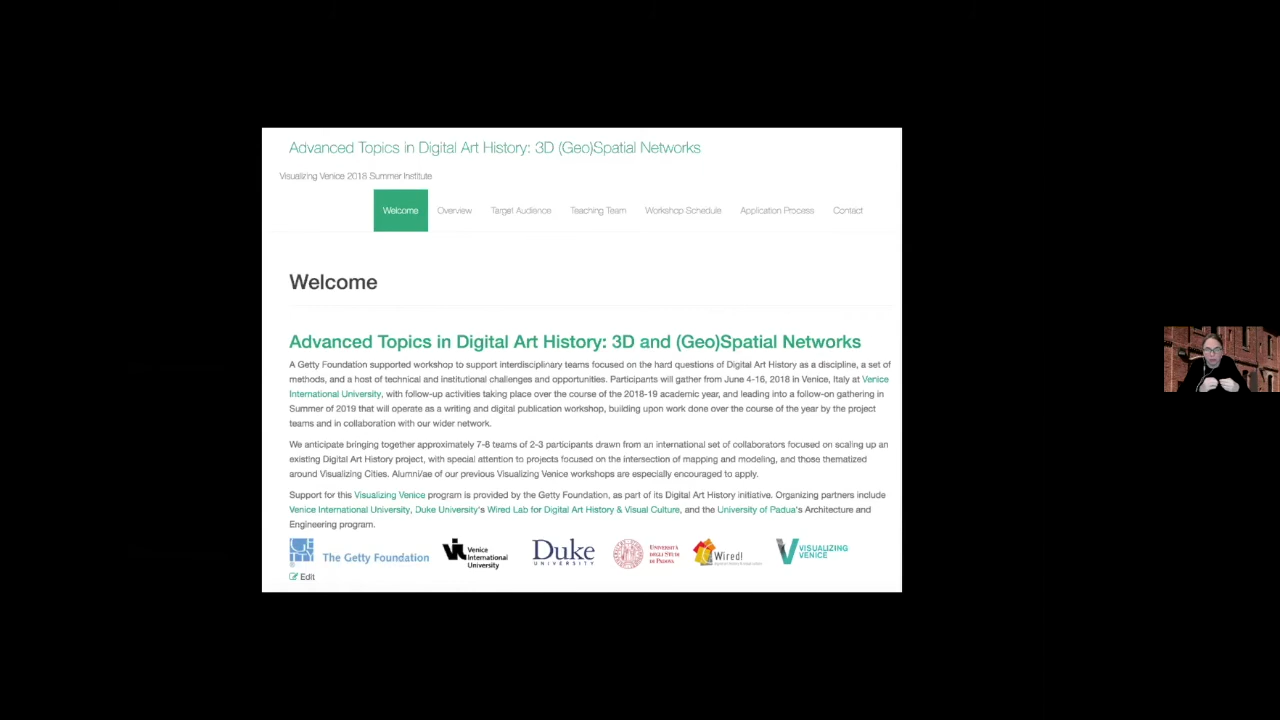 Advanced Topics in Digital Art History: 3D (Geo)Spatial Networks
Visualizing Venice 2018 Summer Institute
Welcome Overview Target Audience Teaching Team Workshop Schedule Application Process Contact
Welcome
Advanced Topics in Digital Art History: 3D and (Geo)Spatial Networks
A Getty Foundation supported workshop to support interdisciplinary teams focused on the hard questions of Digital Art History as a discipline, a set of
methods, and a host of technical and institutional challenges and opportunities. Participants will gather from June 4-16, 2018 in Venice, Italy at Venice
International University, with follow-up activities taking place over the course of the 2018-19 academic year, and leading into a follow-on gathering in
Summer of 2019 that will operate as a writing and digital publication workshop, building upon work done over the course of the year by the project
teams and in collaboration with our wider network.
We anticipate bringing together approximately 7-8 teams of 2-3 participants drawn from an international set of collaborators focused on scaling up an
existing Digital Art History project, with special attention to projects focused on the intersection of mapping and modeling, and those thematized
around Visualizing Cities. Alumni/ae of our previous Visualizing Venice workshops are especially encouraged to apply.
Support for this Visualizing Venice program is provided by the Getty Foundation, as part of its Digital Art History initiative. Organizing partners include
Venice International University, Duke University's Wired Lab for Digital Art History & Visual Culture, and the University of Padua's Architecture and
Engineering program.
The Getty Foundation
Venice
International
University
Duke
UNIVERSITY
UNIVERSITÀ
DEGLI STUDI
DI PADOVA
Wired!
VISUALIZING
VENICE
Edit